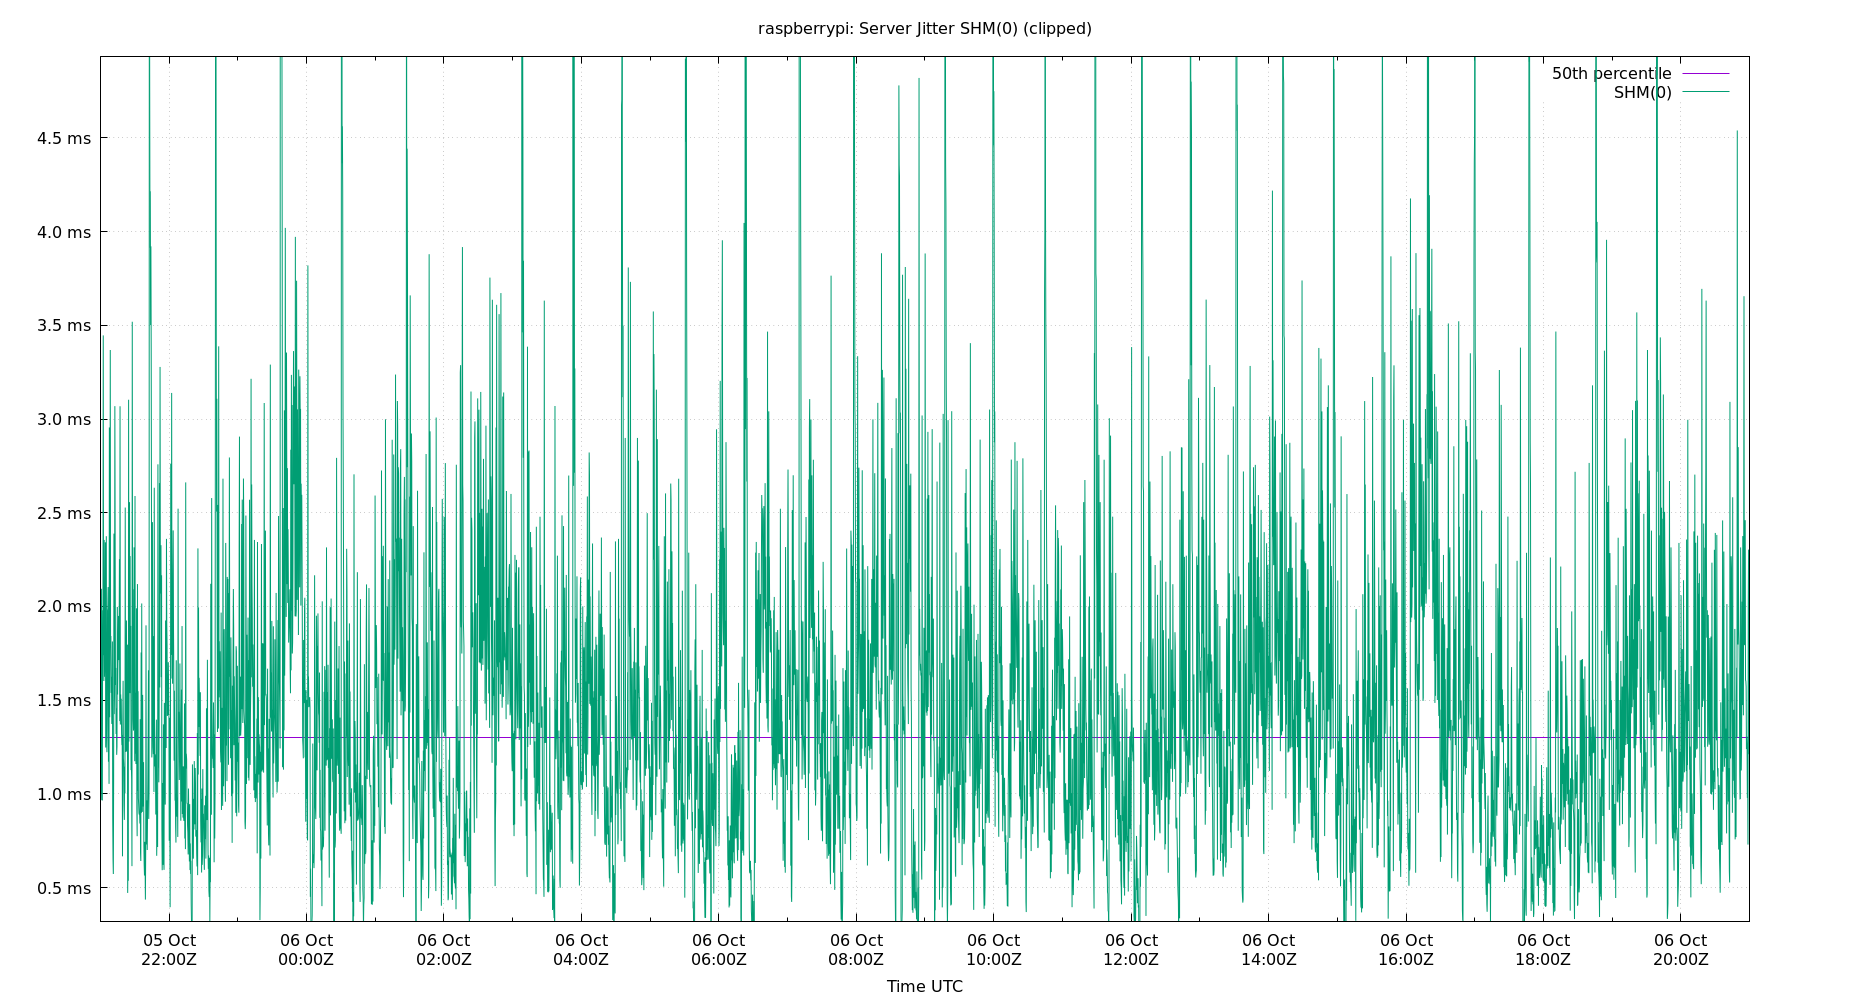 raspberrypi: Server Jitter SHM(0) (clipped)
50th percentile
SHM(0)
4.5 ms
4.0 ms
3.5 ms
3.0 ms
2.5 ms
2.0 ms
1.5 ms
1.0 ms
0.5 ms
05 Oct 06 Oct 06 Oct 06 Oct 06 Oct 06 Oct 06 Oct 06 Oct 06 Oct 06 Oct 06 Oct 06 Oct
22:00Z 00:00Z 02:00Z 04:00Z 06:00Z 08:00Z 10:00Z 12:00Z 14:00Z 16:00Z 18:00Z 20:00Z
Time UTC